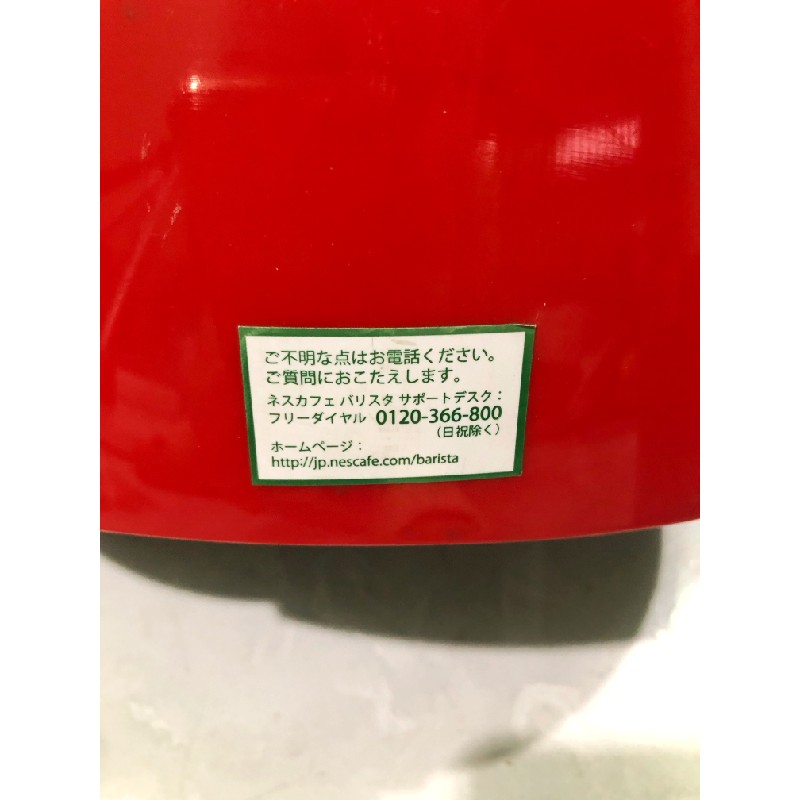 ご不明な点はお電話ください。
ご質問におこたえします。
ネスカフェ バリスタ サポートデスク：
フリーダイヤル 0120-366-800
（日祝除く）
ホームページ：
http://jp.nescafe.com/barista